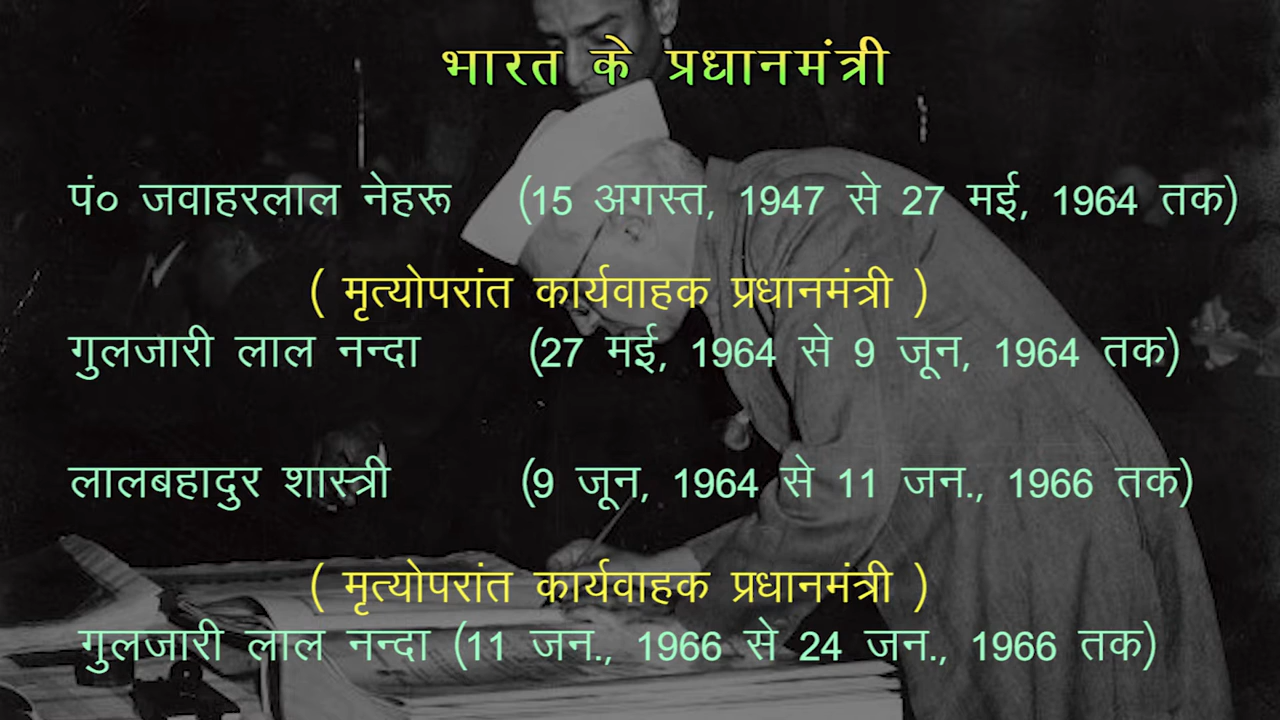 भारत के प्रधानमंत्री
पं० जवाहरलाल नेहरू (15 अगस्त, 1947 से 27 मई, 1964 तक)
( मृत्योपरांत कार्यवाहक प्रधानमंत्री )
गुलजारी लाल नन्दा (27 मई, 1964 से 9 जून, 1964 तक)
लालबहादुर शास्त्री (9 जून, 1964 से 11 जन., 1966 तक)
( मृत्योपरांत कार्यवाहक प्रधानमंत्री )
गुलजारी लाल नन्दा (11 जन., 1966 से 24 जन., 1966 तक)